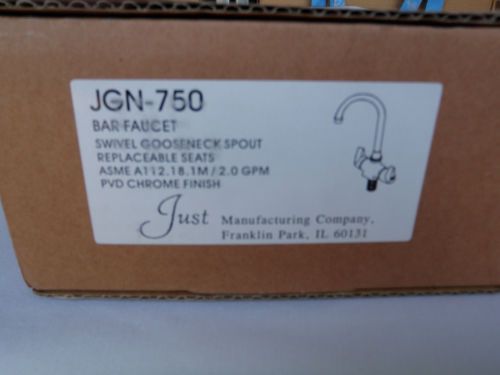 JGN-750
BAR FAUCET
SWIVEL GOOSENECK SPOUT
REPLACEABLE SEATS
ASME A112.18.1M / 2.0 GPM
PVD CHROME FINISH
Just Manufacturing Company,
Franklin Park, IL 60131